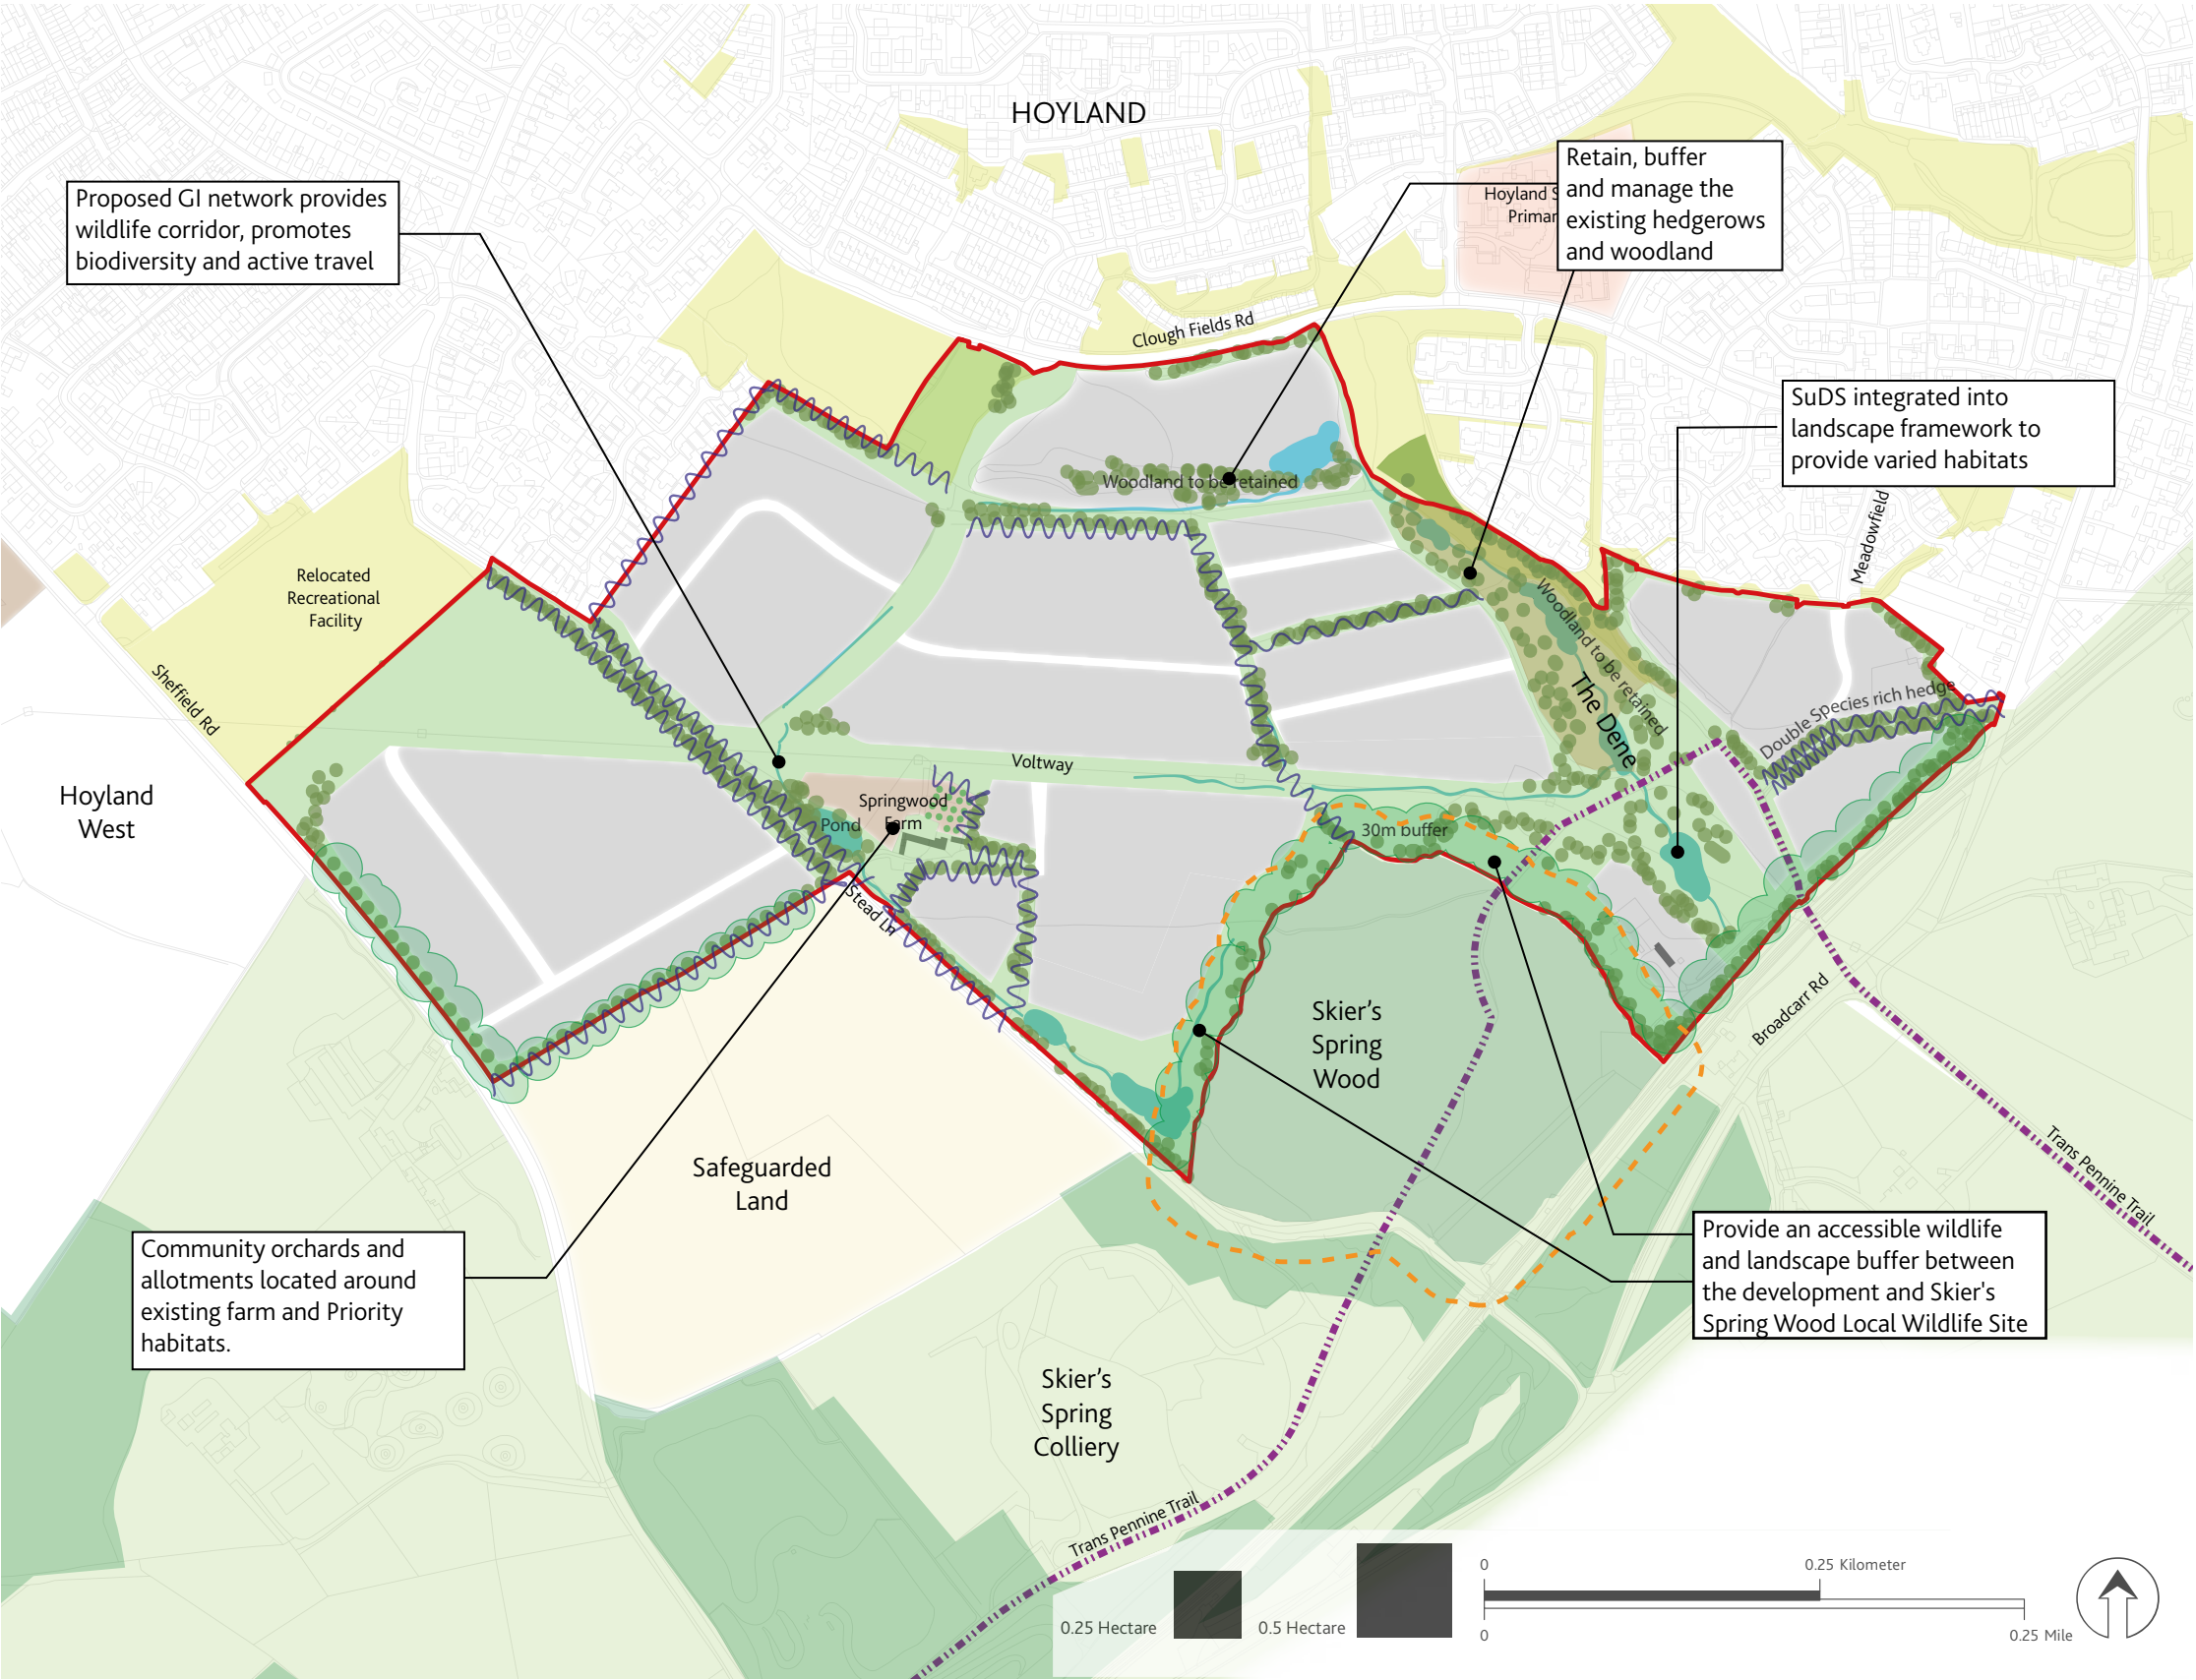 HOYLAND
Proposed GI network provides
wildlife corridor, promotes
biodiversity and active travel
Retain, buffer
and manage the
existing hedgerows
and woodland
Hoyland
Clough Fields Rd
SuDS integrated into
landscape framework to
provide varied habitats
Woodland to be retained
Meadowfield
Relocated
Recreational
Facility
Sheffield Rd
Woodland to be retained
The Dene
Double Species rich hedge
Voltway
Hoyland
West
Springwood
Farm
Pond
30m buffer
Stead Ln
Skier's
Spring
Wood
Broadcarr Rd
Safeguarded
Land
Trans Pennine Trail
Community orchards and
allotments located around
existing farm and Priority
habitats.
Provide an accessible wildlife
and landscape buffer between
the development and Skier's
Spring Wood Local Wildlife Site
Skier's
Spring
Colliery
Trans Pennine Trail
0.25 Hectare
0.5 Hectare
0
0.25 Kilometer
0
0.25 Mile